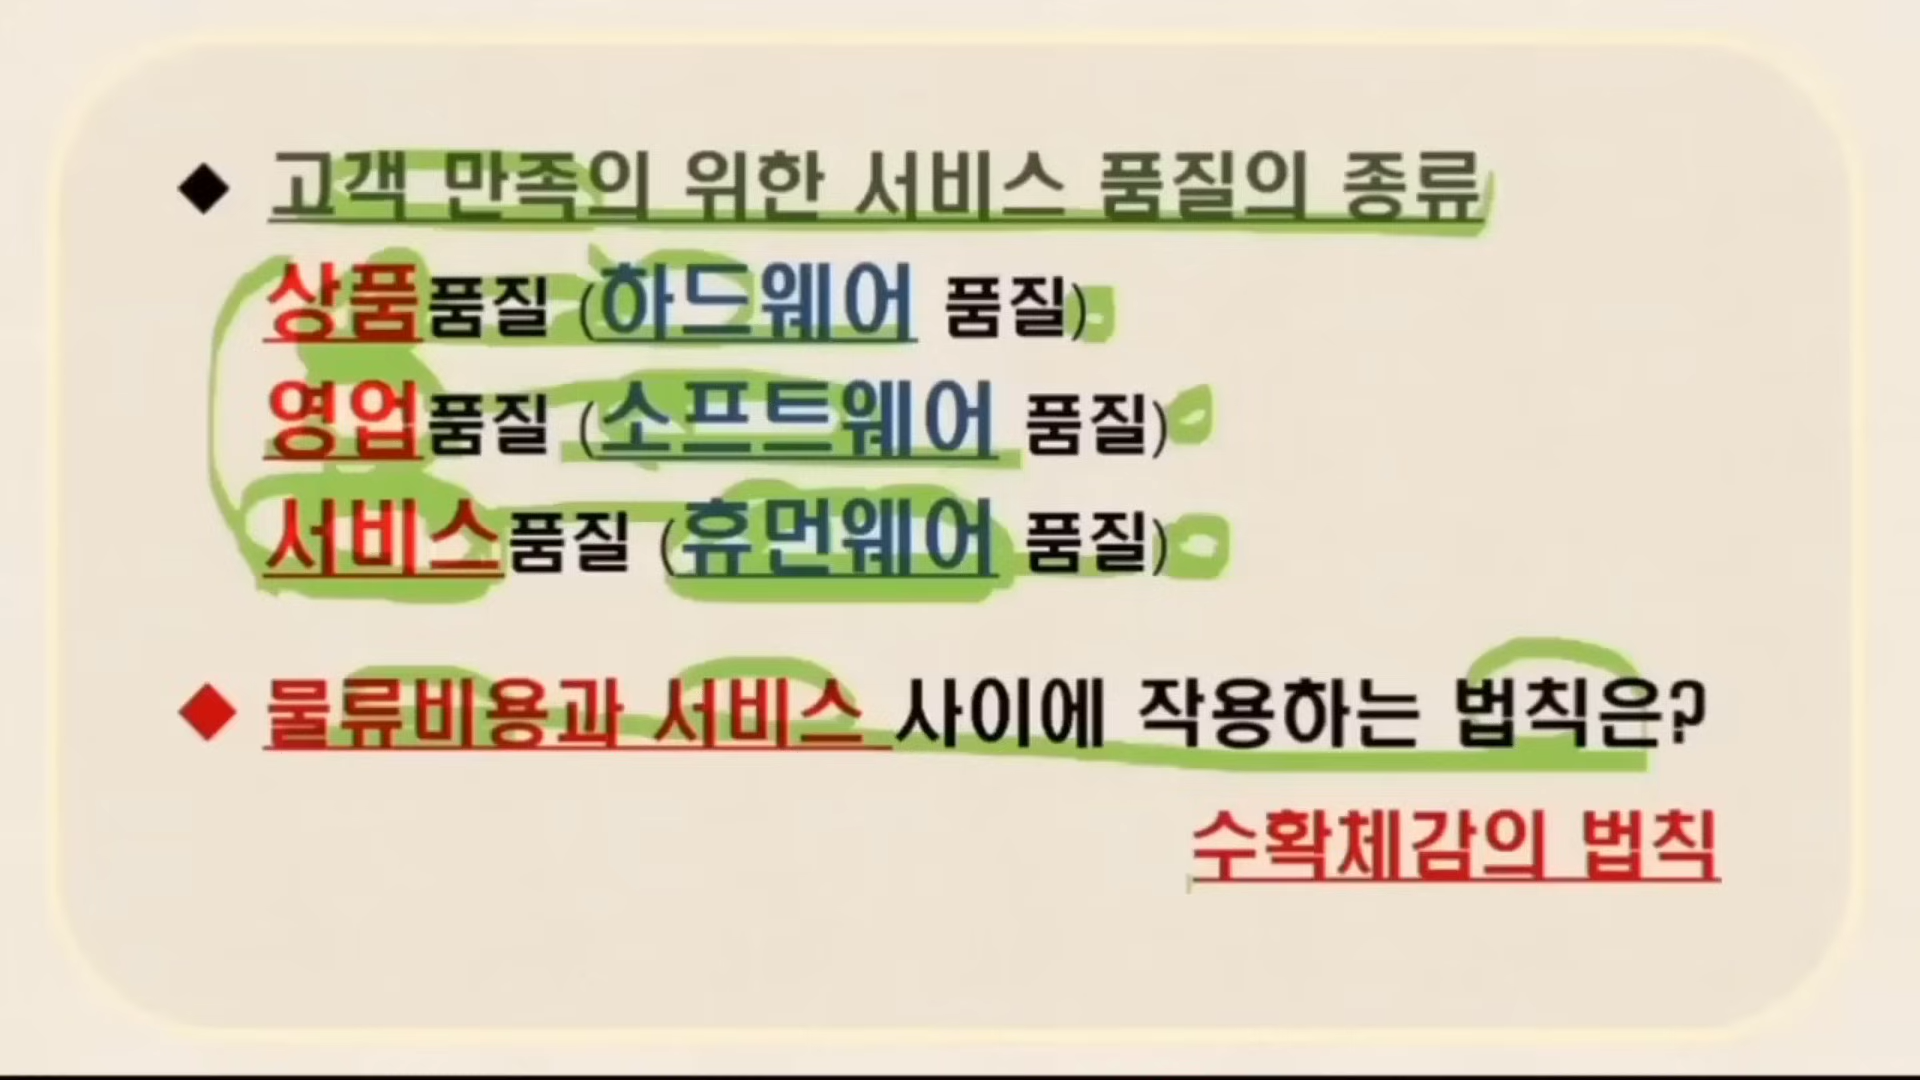 ◆ 고객 만족의 위한 서비스 품질의 종류
상품품질 (하드웨어 품질)
영업품질 (소프트웨어 품질)
서비스품질 (휴먼웨어 품질)
◆ 물류비용과 서비스 사이에 작용하는 법칙은?
수확체감의 법칙